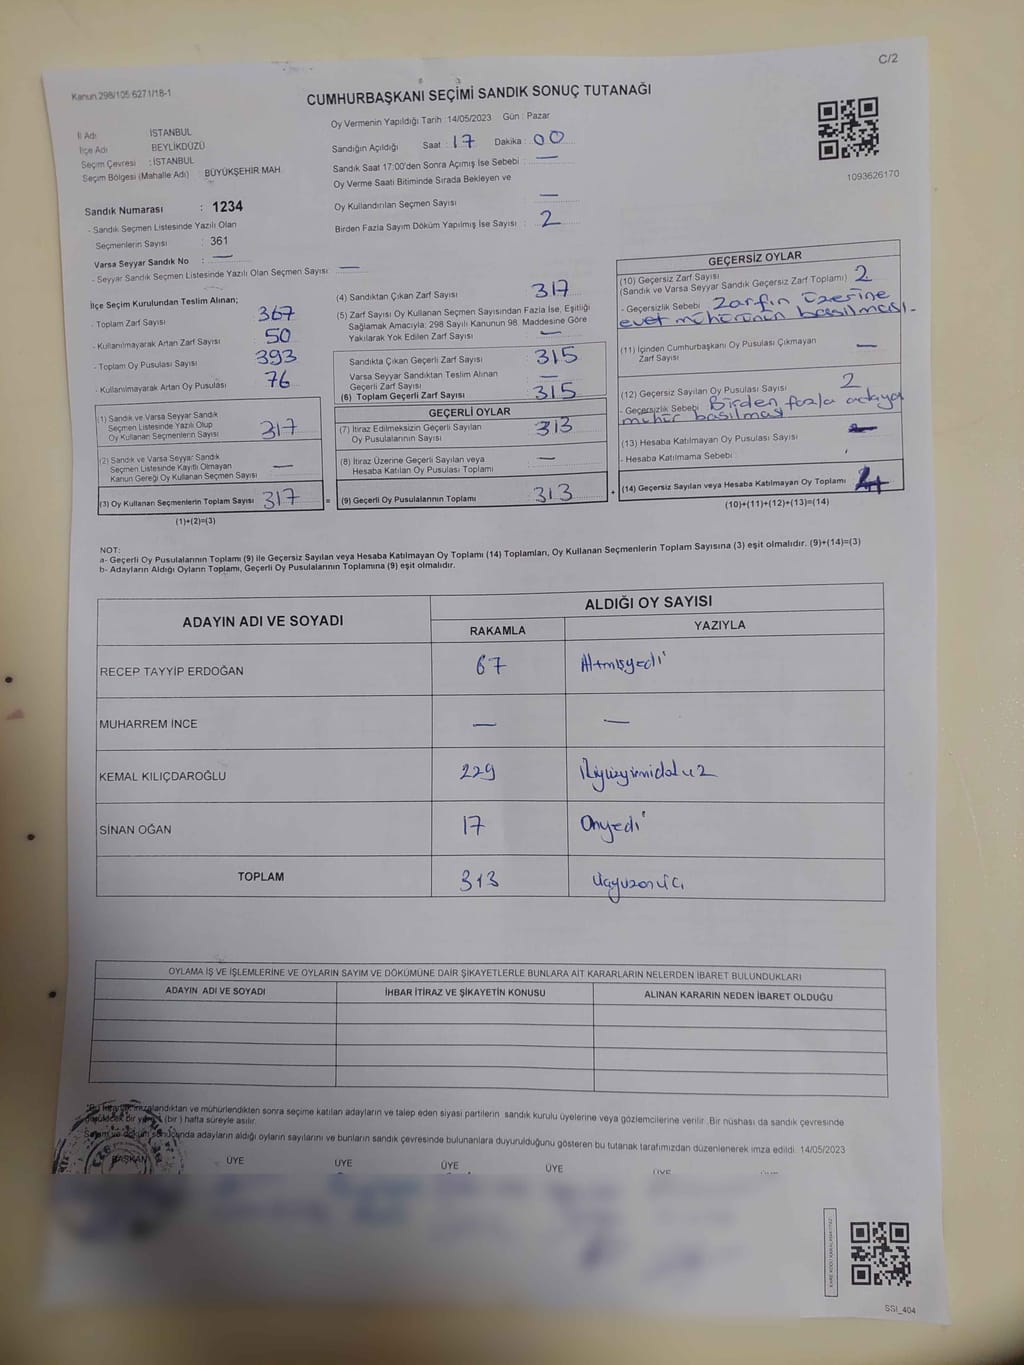 C/2
Kanun 298/105 6271/18-1
CUMHURBAŞKANI SEÇİMİ SANDIK SONUÇ TUTANAĞI
İl Adı İSTANBUL
İlçe Adı BEYLİKDÜZÜ
Seçim Çevresi : İSTANBUL
Seçim Bölgesi (Mahalle Adı) BÜYÜKŞEHİR MAH.
Sandık Numarası : 1234
- Sandık Seçmen Listesinde Yazılı Olan
Seçmenlerin Sayısı : 361
Varsa Seyyar Sandık No : —
- Seyyar Sandık Seçmen Listesinde Yazılı Olan Seçmen Sayısı : —
Oy Vermenin Yapıldığı Tarih : 14/05/2023 Gün : Pazar
Sandığın Açıldığı Saat : 17 Dakika : 00
Sandık Saat 17:00'den Sonra Açımış İse Sebebi : —
Oy Verme Saati Bitiminde Sırada Bekleyen ve
Oy Kullandırılan Seçmen Sayısı : —
Birden Fazla Sayım Döküm Yapılmış İse Sayısı : 2
1093626170
İlçe Seçim Kurulundan Teslim Alınan;
- Toplam Zarf Sayısı 367
- Kullanılmayarak Artan Zarf Sayısı 50
- Toplam Oy Pusulası Sayısı 393
- Kullanılmayarak Artan Oy Pusulası 76
(1) Sandık ve Varsa Seyyar Sandık
Seçmen Listesinde Yazılı Olup
Oy Kullanan Seçmenlerin Sayısı 317
(2) Sandık ve Varsa Seyyar Sandık
Seçmen Listesinde Kayıtlı Olmayan
Kanun Gereği Oy Kullanan Seçmen Sayısı —
(3) Oy Kullanan Seçmenlerin Toplam Sayısı 317 =
(1)+(2)=(3)
(4) Sandıktan Çıkan Zarf Sayısı 317
(5) Zarf Sayısı Oy Kullanan Seçmen Sayısından Fazla İse, Eşitliği
Sağlamak Amacıyla; 298 Sayılı Kanunun 98. Maddesine Göre
Yakılarak Yok Edilen Zarf Sayısı —
Sandıkta Çıkan Geçerli Zarf Sayısı 315
Varsa Seyyar Sandıktan Teslim Alınan
Geçerli Zarf Sayısı —
(6) Toplam Geçerli Zarf Sayısı 315
GEÇERLİ OYLAR
(7) İtiraz Edilmeksizin Geçerli Sayılan
Oy Pusulalarının Sayısı 313
(8) İtiraz Üzerine Geçerli Sayılan veya
Hesaba Katılan Oy Pusulası Toplamı —
(9) Geçerli Oy Pusulalarının Toplamı 313 +
GEÇERSİZ OYLAR
(10) Geçersiz Zarf Sayısı
(Sandık ve Varsa Seyyar Sandık Geçersiz Zarf Toplamı) 2
- Geçersizlik Sebebi Zarfın üzerine
evet mührünün basılması.
(11) İçinden Cumhurbaşkanı Oy Pusulası Çıkmayan
Zarf Sayısı —
(12) Geçersiz Sayılan Oy Pusulası Sayısı 2
- Geçersizlik Sebebi Birden fazla adaya
mühür basılması
(13) Hesaba Katılmayan Oy Pusulası Sayısı —
- Hesaba Katılmama Sebebi
(14) Geçersiz Sayılan veya Hesaba Katılmayan Oy Toplamı 4
(10)+(11)+(12)+(13)=(14)
NOT:
a- Geçerli Oy Pusulalarının Toplamı (9) ile Geçersiz Sayılan veya Hesaba Katılmayan Oy Toplamı (14) Toplamları, Oy Kullanan Seçmenlerin Toplam Sayısına (3) eşit olmalıdır. (9)+(14)=(3)
b- Adayların Aldığı Oyların Toplamı, Geçerli Oy Pusulalarının Toplamına (9) eşit olmalıdır.
ADAYIN ADI VE SOYADI ALDIĞI OY SAYISI
RAKAMLA YAZIYLA
RECEP TAYYİP ERDOĞAN 67 Altmışyedi
MUHARREM İNCE — —
KEMAL KILIÇDAROĞLU 229 İkiyüzyirmidokuz
SİNAN OĞAN 17 Onyedi
TOPLAM 313 üçyüzonüç
OYLAMA İŞ VE İŞLEMLERİNE VE OYLARIN SAYIM VE DÖKÜMÜNE DAİR ŞİKAYETLERLE BUNLARA AİT KARARLARIN NELERDEN İBARET BULUNDUKLARI
ADAYIN ADI VE SOYADI İHBAR İTİRAZ VE ŞİKAYETİN KONUSU ALINAN KARARIN NEDEN İBARET OLDUĞU
mühürlendikten sonra seçime katılan adayların ve talep eden siyasi partilerin sandık kurulu üyelerine veya gözlemcilerine verilir. Bir nüshası da sandık çevresinde
(bir) hafta süreyle asılır.
adayların aldığı oyların sayılarını ve bunların sandık çevresinde bulunanlara duyurulduğunu gösteren bu tutanak tarafımızdan düzenlenerek imza edildi. 14/05/2023
BAŞKAN ÜYE ÜYE ÜYE ÜYE ÜYE
SSI_404